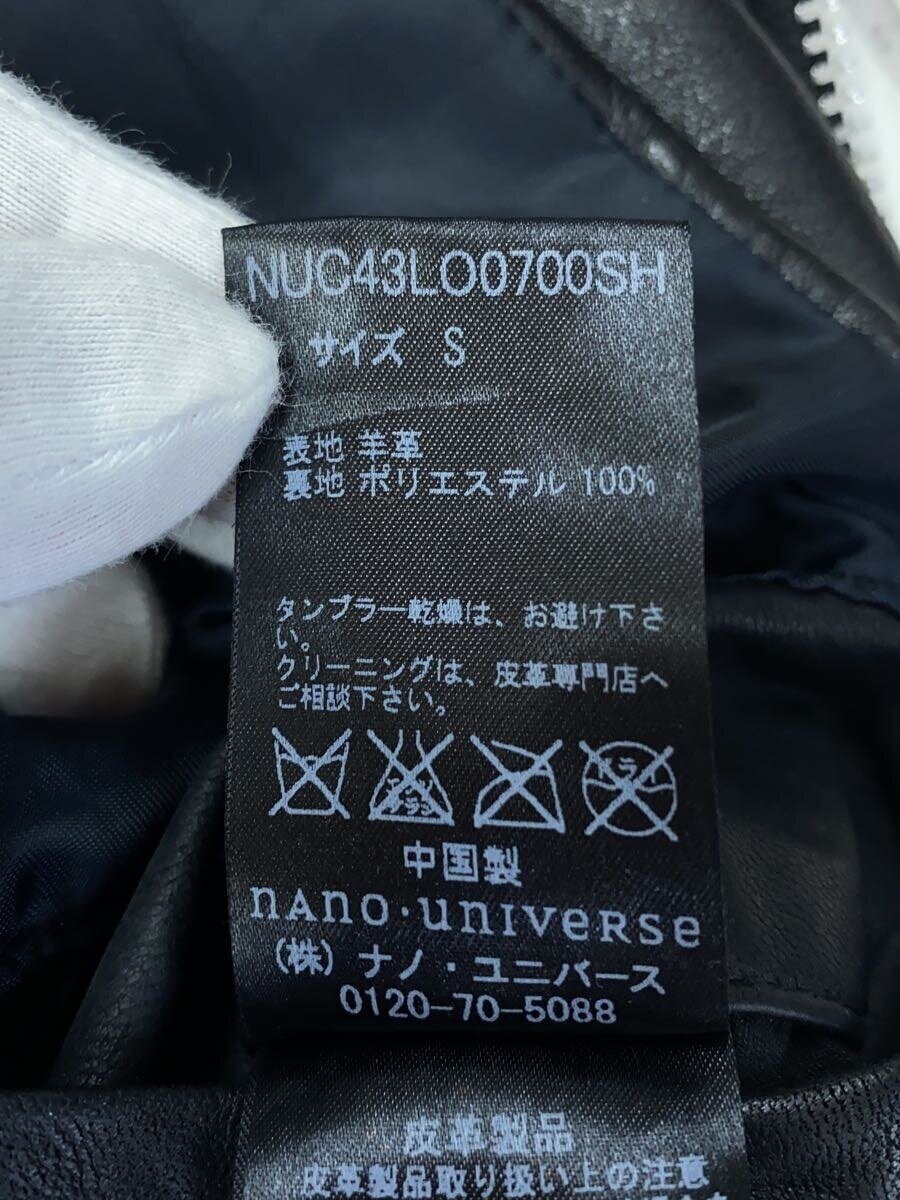 NUC43LO0700SH
サイズ S
表地 羊革
裏地 ポリエステル 100%
タンブラー乾燥は、お避け下さ
い。
クリーニングは、皮革専門店へ
ご相談下さい。
ドライ
中国製
nAno・unIveRse
(株) ナノ・ユニバース
0120-70-5088
皮革製品
皮革製品取り扱い上の注意